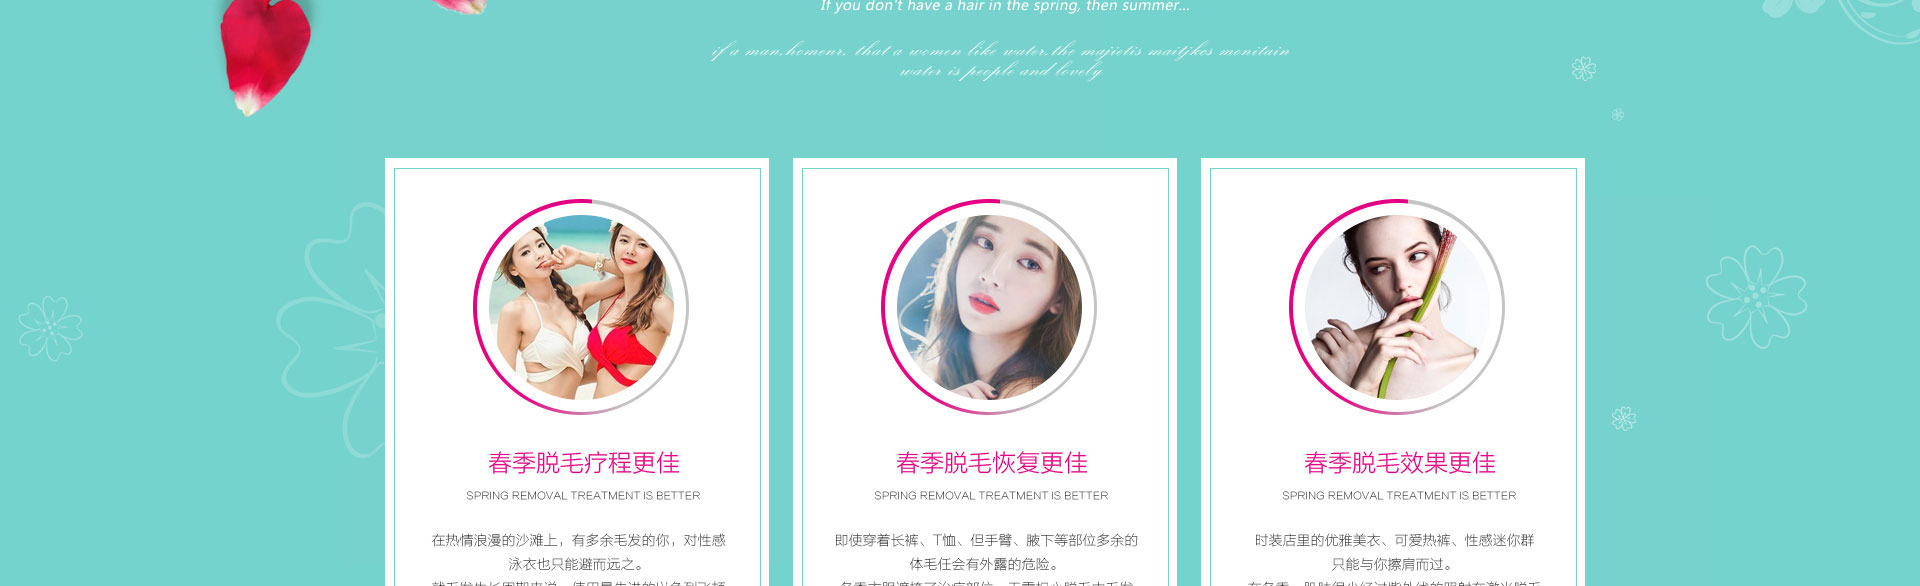 If you don't have a hair in the spring, then summer...
if a man,homenr, that a women like water,the majietis maitjkes monitain
water is people and lovely
春季脱毛疗程更佳
SPRING REMOVAL TREATMENT IS BETTER
在热情浪漫的沙滩上，有多余毛发的你，对性感
泳衣也只能避而远之。
春季脱毛恢复更佳
SPRING REMOVAL TREATMENT IS BETTER
即使穿着长裤、T恤、但手臂、腋下等部位多余的
体毛任会有外露的危险。
春季脱毛效果更佳
SPRING REMOVAL TREATMENT IS BETTER
时装店里的优雅美衣、可爱热裤、性感迷你群
只能与你擦肩而过。